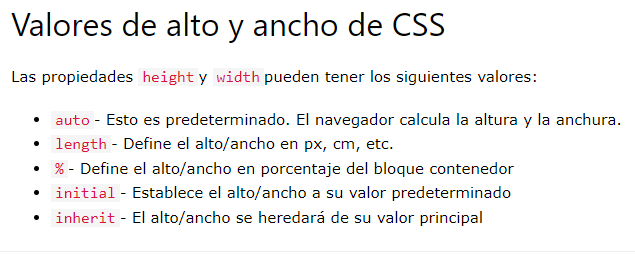 Valores de alto y ancho de CSS
Las propiedades height y width pueden tener los siguientes valores:
• auto - Esto es predeterminado. El navegador calcula la altura y la anchura.
• length - Define el alto/ancho en px, cm, etc.
• % - Define el alto/ancho en porcentaje del bloque contenedor
• initial - Establece el alto/ancho a su valor predeterminado
• inherit - El alto/ancho se heredará de su valor principal